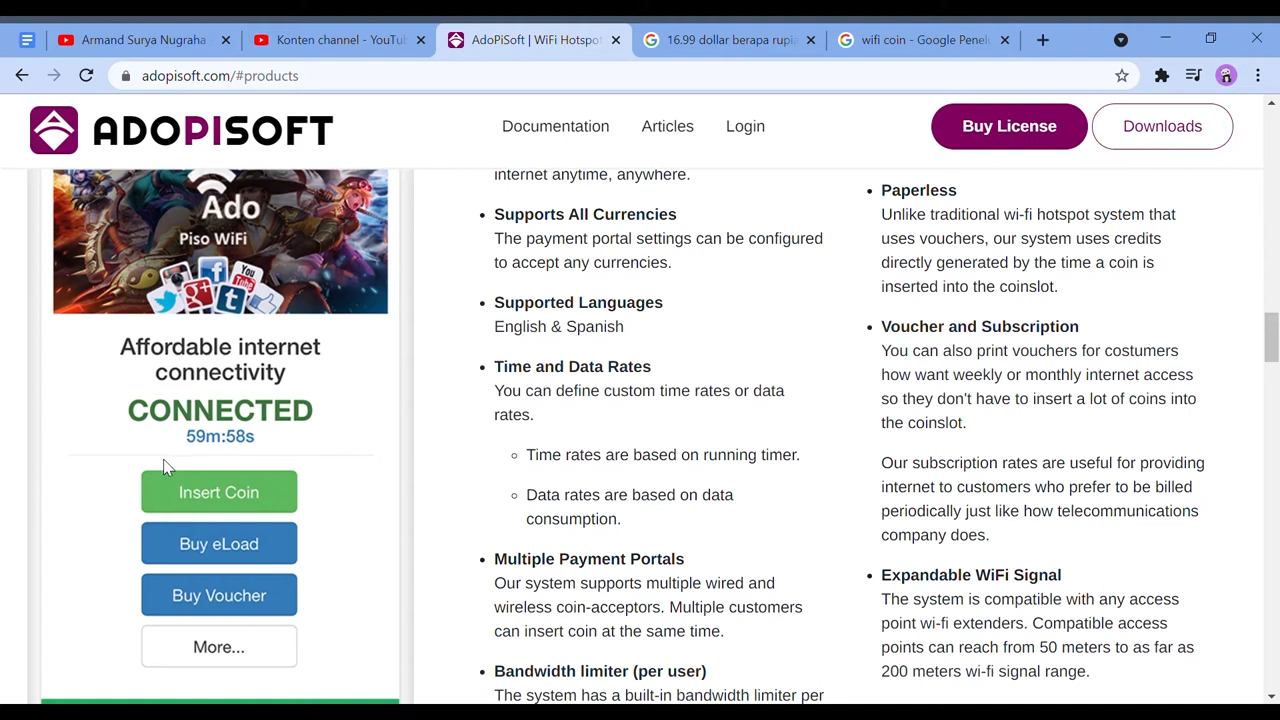 Armand Surya Nugraha
Konten channel - YouTu
AdoPiSoft | WiFi Hotspo
16.99 dollar berapa rupia
wifi coin - Google Penel
adopisoft.com/#products
ADOPISOFT
Documentation
Articles
Login
Buy License
Downloads
Ado
Piso WiFi
You
Tube
Affordable internet
connectivity
CONNECTED
59m:58s
Insert Coin
Buy eLoad
Buy Voucher
More...
internet anytime, anywhere.
Supports All Currencies
The payment portal settings can be configured
to accept any currencies.
Supported Languages
English & Spanish
Time and Data Rates
You can define custom time rates or data
rates.
Time rates are based on running timer.
Data rates are based on data
consumption.
Multiple Payment Portals
Our system supports multiple wired and
wireless coin-acceptors. Multiple customers
can insert coin at the same time.
Bandwidth limiter (per user)
The system has a built-in bandwidth limiter per
Paperless
Unlike traditional wi-fi hotspot system that
uses vouchers, our system uses credits
directly generated by the time a coin is
inserted into the coinslot.
Voucher and Subscription
You can also print vouchers for costumers
how want weekly or monthly internet access
so they don't have to insert a lot of coins into
the coinslot.
Our subscription rates are useful for providing
internet to customers who prefer to be billed
periodically just like how telecommunications
company does.
Expandable WiFi Signal
The system is compatible with any access
point wi-fi extenders. Compatible access
points can reach from 50 meters to as far as
200 meters wi-fi signal range.